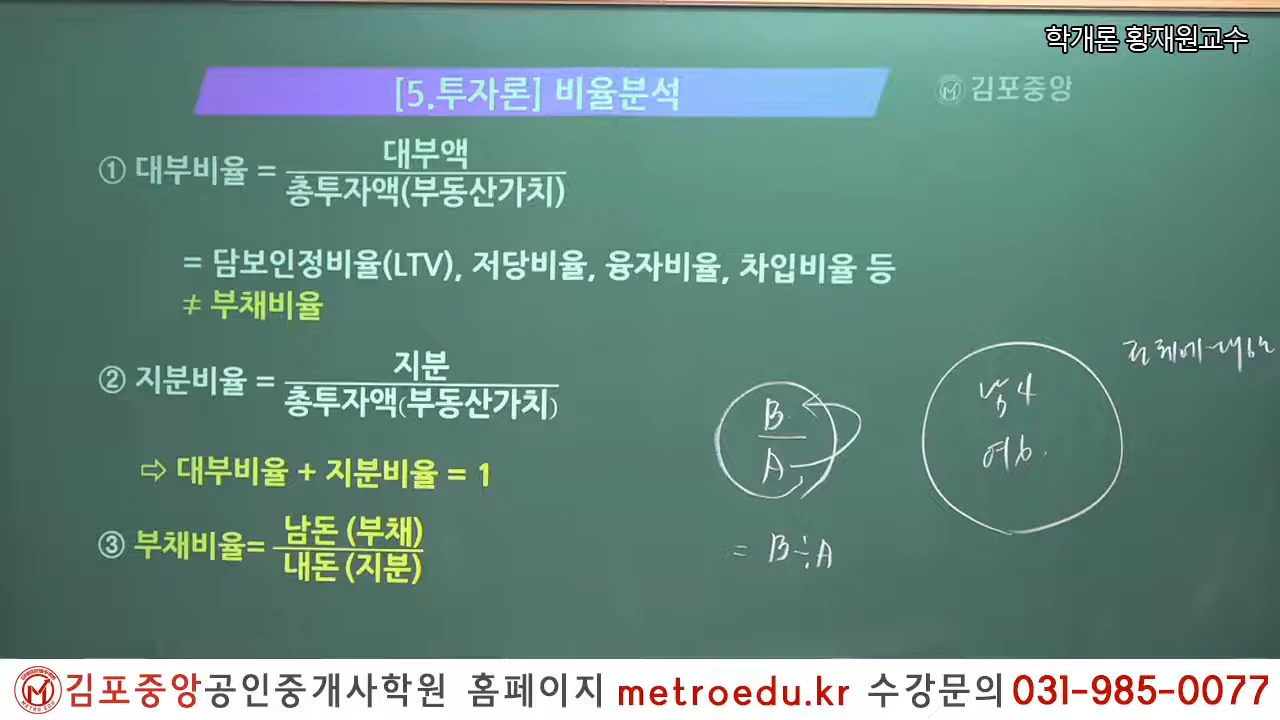 학개론 황재원교수
[5.투자론] 비율분석
김포중앙
① 대부비율 = 대부액
총투자액(부동산가치)
= 담보인정비율(LTV), 저당비율, 융자비율, 차입비율 등
≠ 부채비율
② 지분비율 = 지분
총투자액(부동산가치)
⇨ 대부비율 + 지분비율 = 1
③ 부채비율= 남돈 (부채)
내돈 (지분)
B
A
= B÷A
남4
여6
김포중앙공인중개사학원 홈페이지 metroedu.kr 수강문의 031-985-0077
METRO EDU